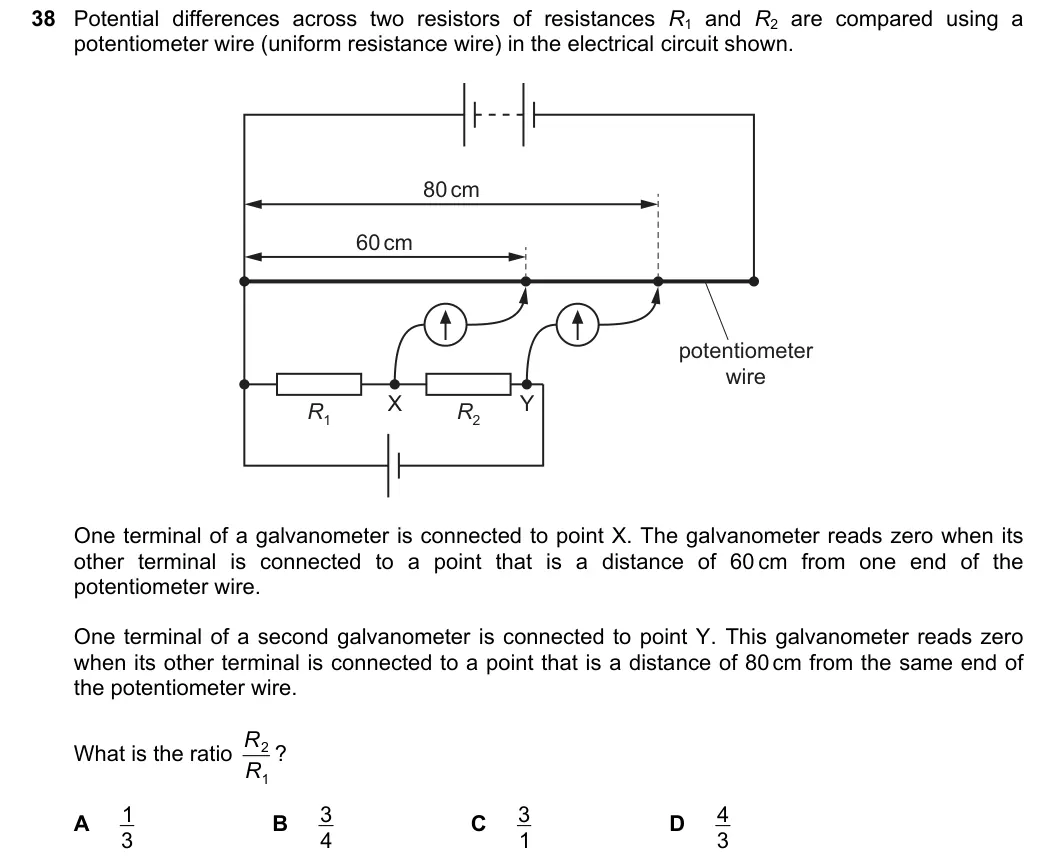 38 Potential differences across two resistors of resistances R₁ and R₂ are compared using a
potentiometer wire (uniform resistance wire) in the electrical circuit shown.
80 cm
60 cm
potentiometer
wire
R₁
X
R₂
Y
One terminal of a galvanometer is connected to point X. The galvanometer reads zero when its
other terminal is connected to a point that is a distance of 60 cm from one end of the
potentiometer wire.
One terminal of a second galvanometer is connected to point Y. This galvanometer reads zero
when its other terminal is connected to a point that is a distance of 80 cm from the same end of
the potentiometer wire.
What is the ratio R₂/R₁ ?
A 1/3 B 3/4 C 3/1 D 4/3